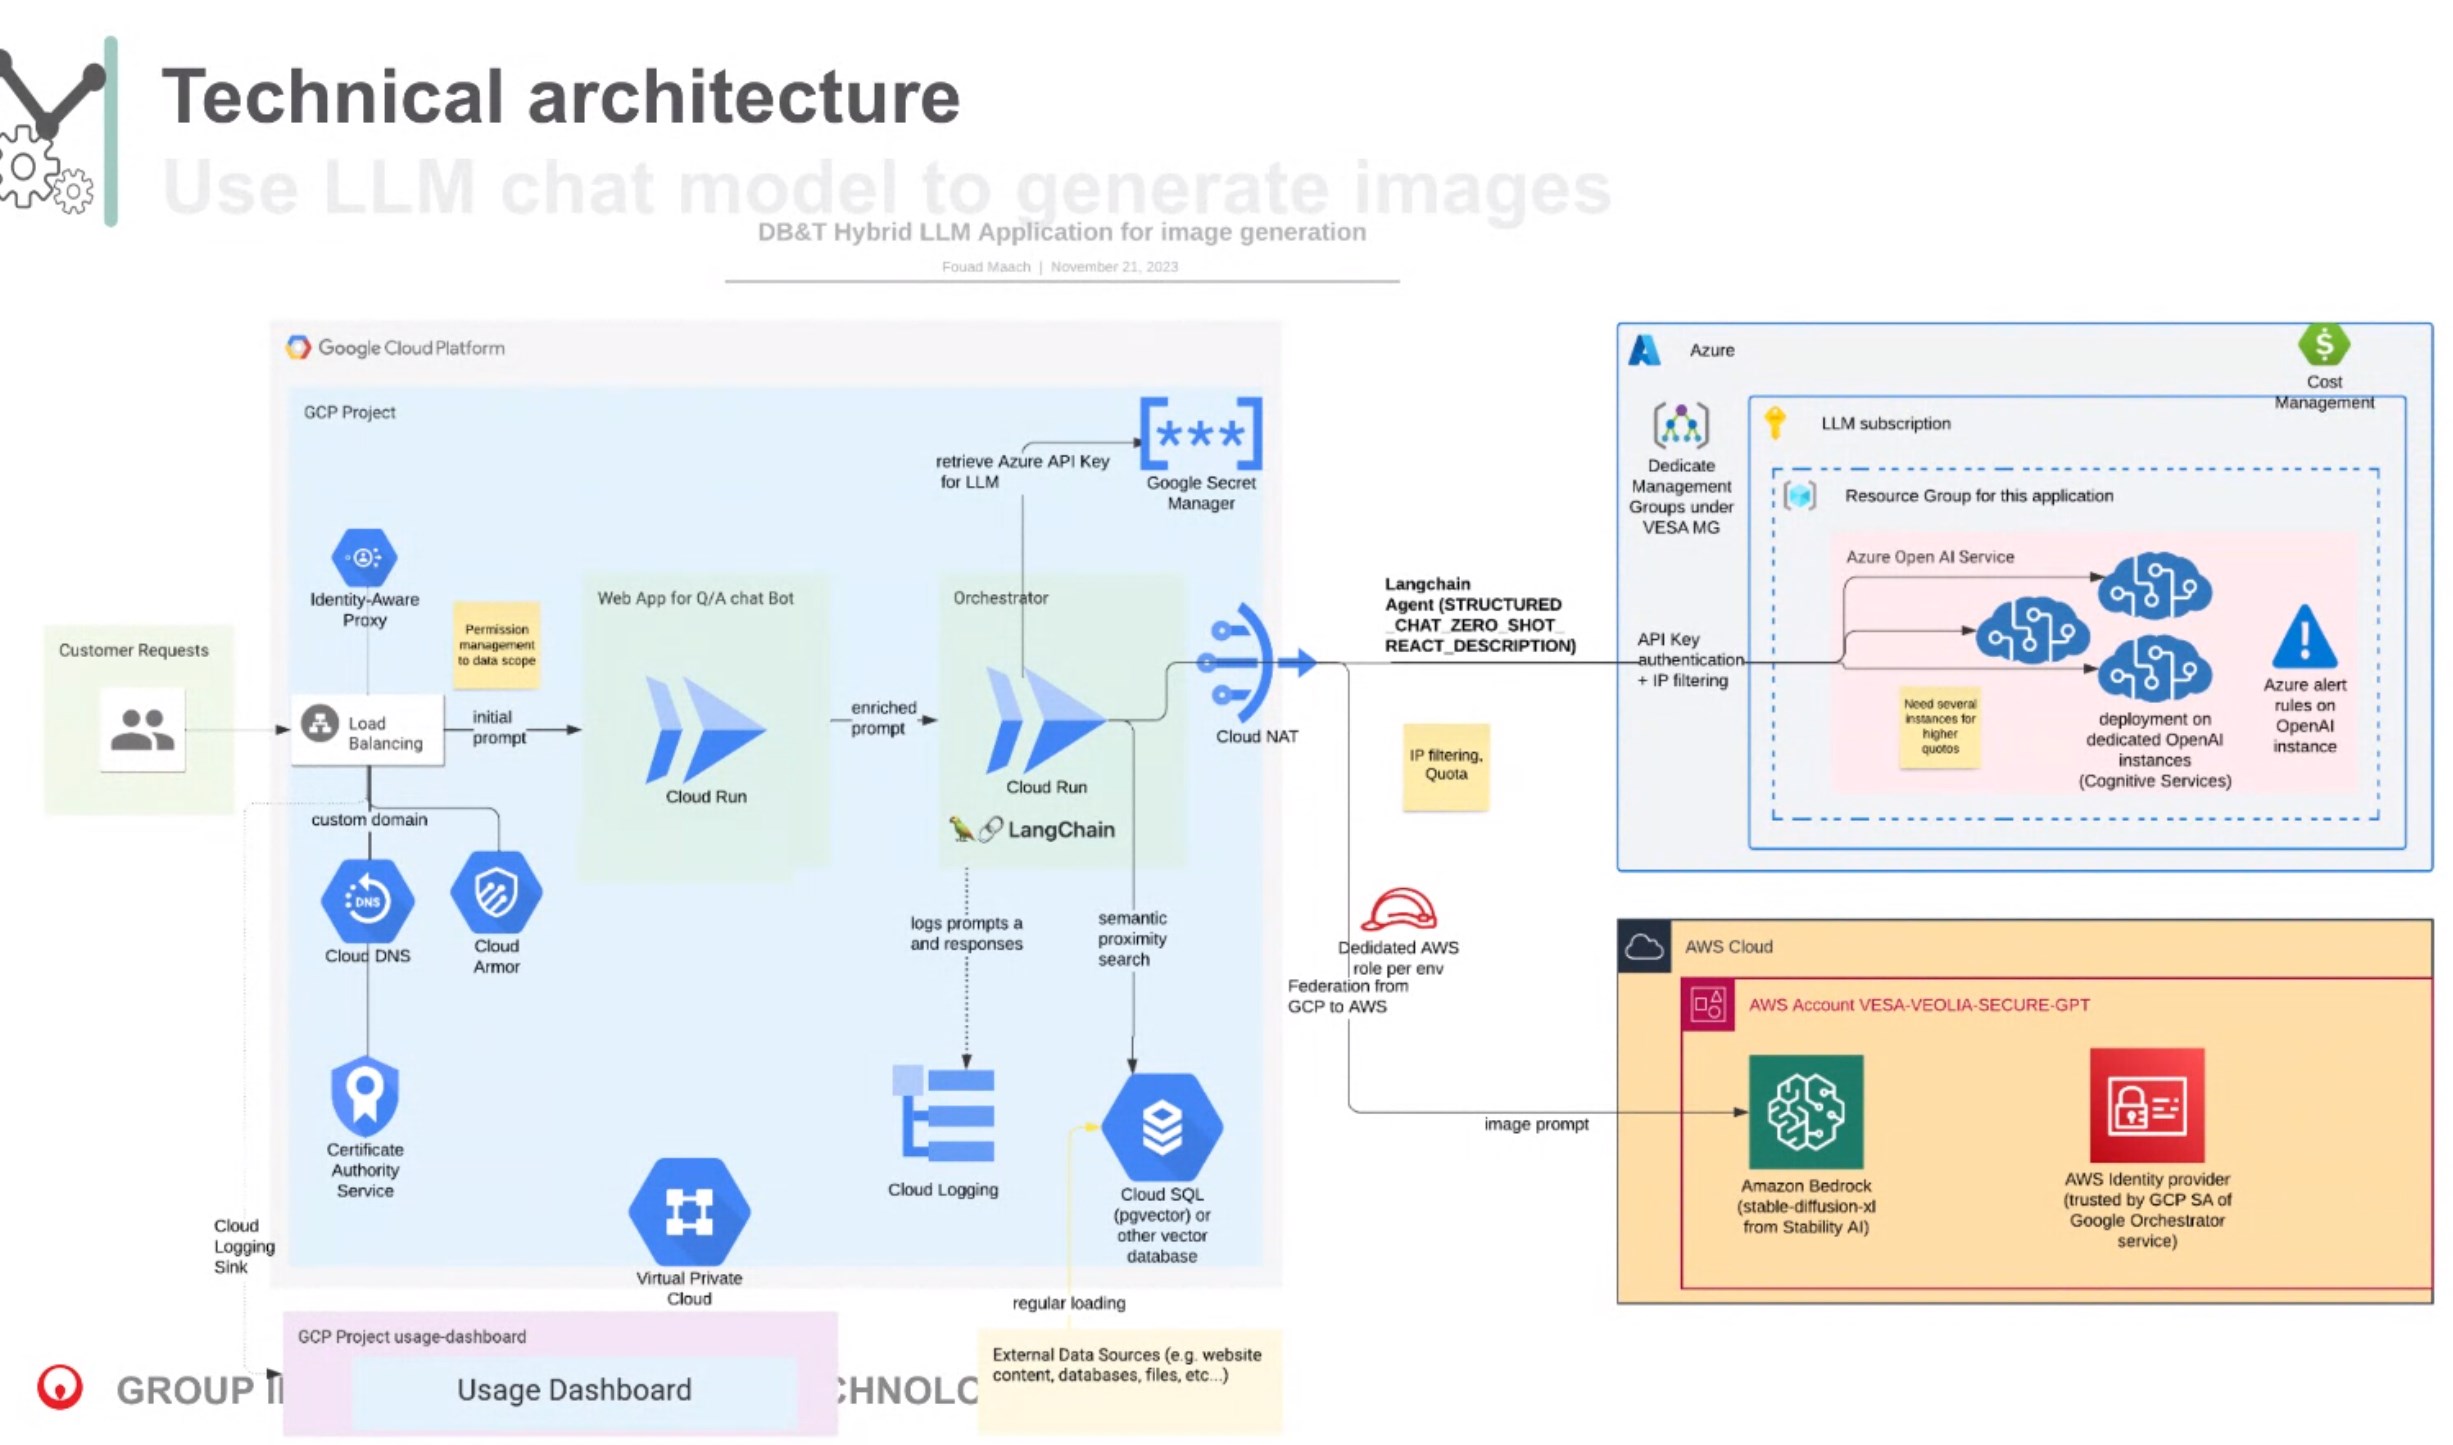 Technical architecture
Use LLM chat model to generate images
DB&T Hybrid LLM Application for image generation
Fouad Maach | November 21, 2023
Google Cloud Platform
GCP Project
retrieve Azure API Key
for LLM
***
Google Secret
Manager
Identity-Aware
Proxy
Permission
management
to data scope
Customer Requests
Load
Balancing
initial
prompt
Web App for Q/A chat Bot
Cloud Run
enriched
prompt
Orchestrator
Cloud Run
LangChain
Cloud NAT
custom domain
DNS
Cloud DNS
Cloud
Armor
Certificate
Authority
Service
logs prompts a
and responses
semantic
proximity
search
Cloud Logging
Cloud SQL
(pgvector) or
other vector
database
Virtual Private
Cloud
Cloud
Logging
Sink
regular loading
GCP Project usage-dashboard
Usage Dashboard
External Data Sources (e.g. website
content, databases, files, etc...)
GROUP I
CHNOLO
Langchain
Agent (STRUCTURED
_CHAT_ZERO_SHOT_
REACT_DESCRIPTION)
IP filtering,
Quota
Dedidated AWS
role per env
Federation from
GCP to AWS
image prompt
Azure
$
Cost
Management
Dedicate
Management
Groups under
VESA MG
LLM subscription
Resource Group for this application
Azure Open AI Service
API Key
authentication
+ IP filtering
Need several
instances for
higher
quotos
deployment on
dedicated OpenAI
instances
(Cognitive Services)
Azure alert
rules on
OpenAI
instance
AWS Cloud
AWS Account VESA-VEOLIA-SECURE-GPT
Amazon Bedrock
(stable-diffusion-xl
from Stability AI)
AWS Identity provider
(trusted by GCP SA of
Google Orchestrator
service)